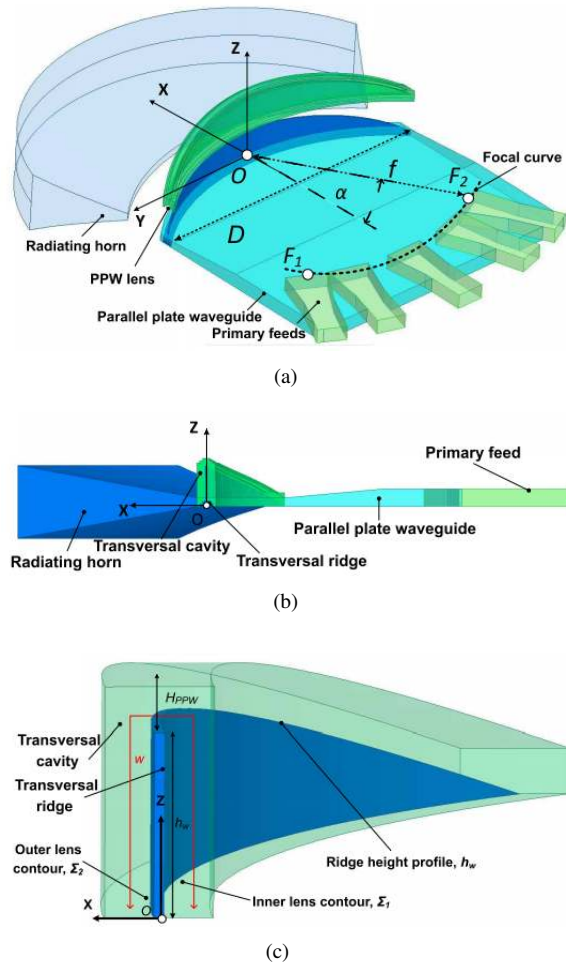 Z
X
O
f
F2
Focal curve
α
Y
Radiating horn
D
F1
PPW lens
Parallel plate waveguide
Primary feeds
(a)
Z
Primary feed
X
O
Transversal cavity
Parallel plate waveguide
Radiating horn
Transversal ridge
(b)
HPPW
Transversal
cavity
w
Transversal
ridge
Z
hw
Ridge height profile, hw
Outer lens
contour, Σ2
X
O
Inner lens contour, Σ1
(c)